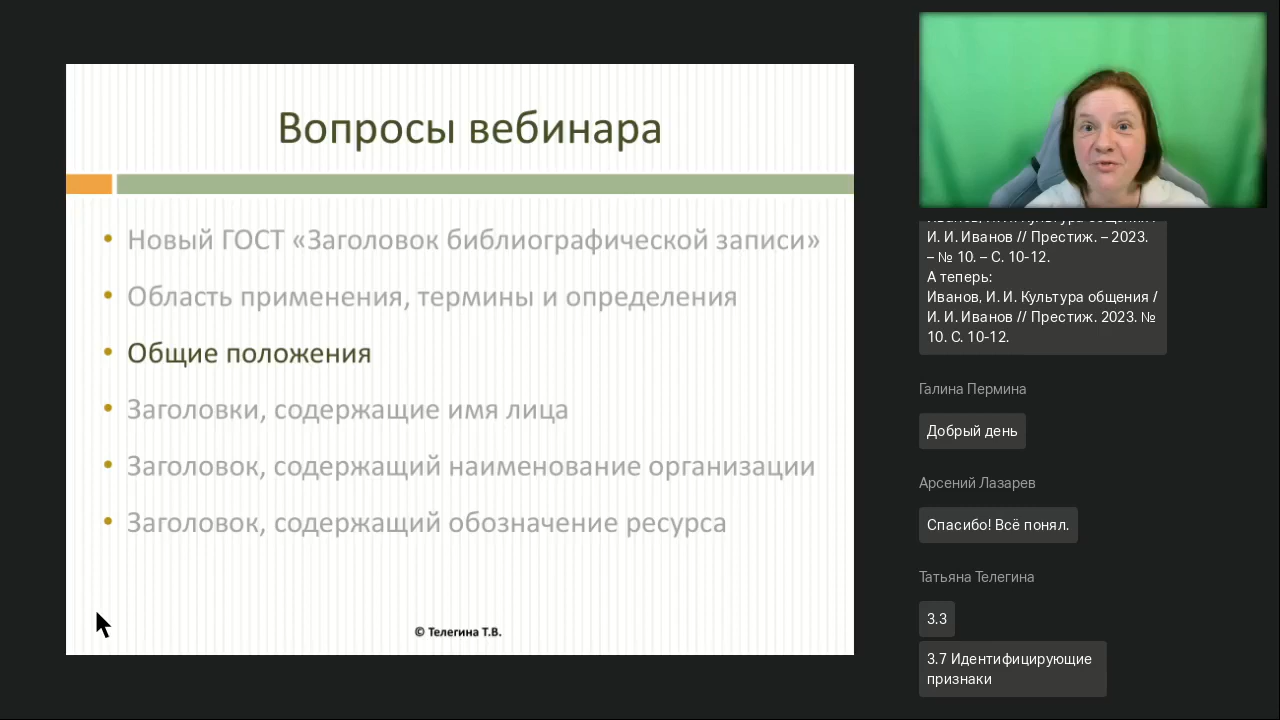 Вопросы вебинара
• Новый ГОСТ «Заголовок библиографической записи»
• Область применения, термины и определения
• Общие положения
• Заголовки, содержащие имя лица
• Заголовок, содержащий наименование организации
• Заголовок, содержащий обозначение ресурса
© Телегина Т.В.
И. И. Иванов // Престиж. – 2023.
– № 10. – С. 10-12.
А теперь:
Иванов, И. И. Культура общения /
И. И. Иванов // Престиж. 2023. №
10. С. 10-12.
Галина Пермина
Добрый день
Арсений Лазарев
Спасибо! Всё понял.
Татьяна Телегина
3.3
3.7 Идентифицирующие
признаки